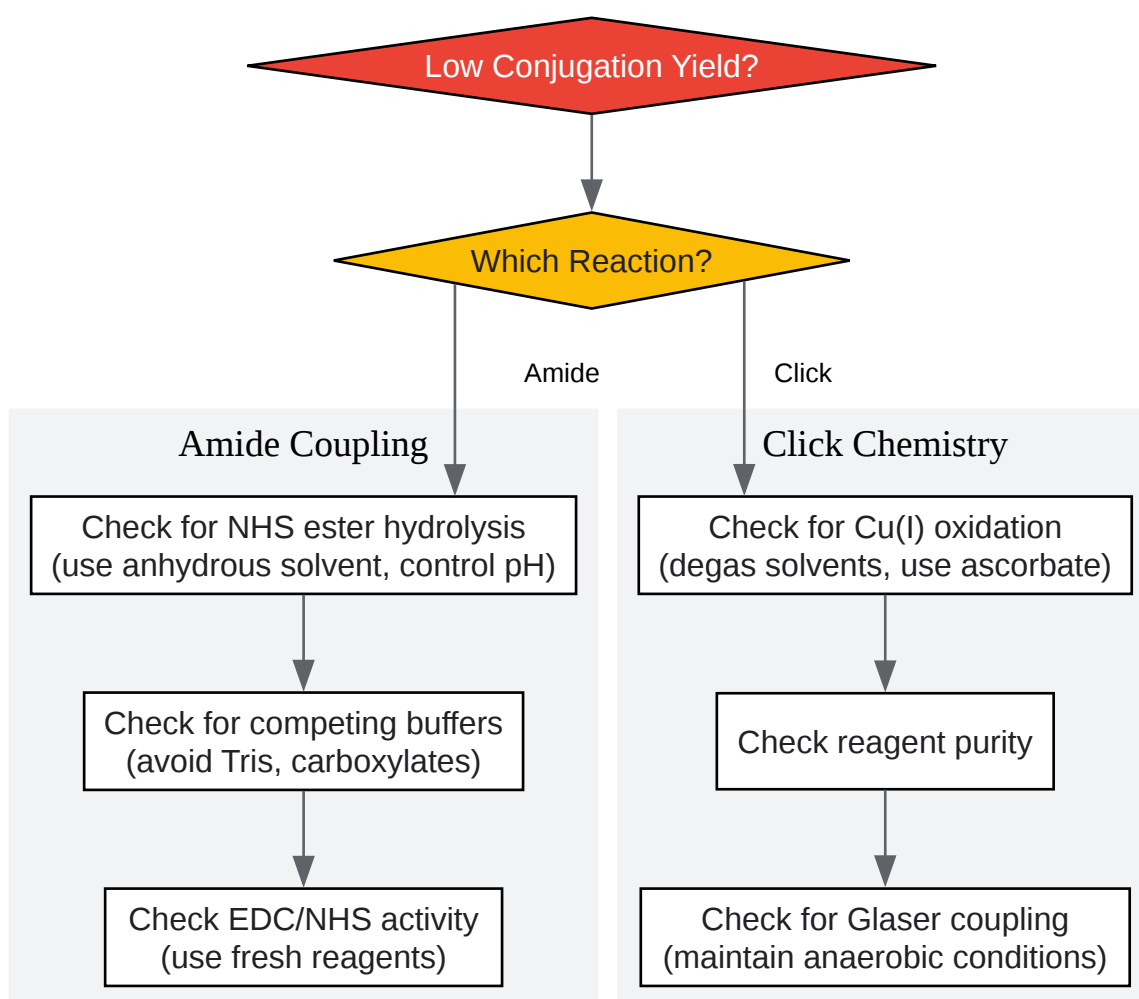 Low Conjugation Yield?
Which Reaction?
Amide
Click
Amide Coupling
Check for NHS ester hydrolysis
(use anhydrous solvent, control pH)
Check for competing buffers
(avoid Tris, carboxylates)
Check EDC/NHS activity
(use fresh reagents)
Click Chemistry
Check for Cu(I) oxidation
(degas solvents, use ascorbate)
Check reagent purity
Check for Glaser coupling
(maintain anaerobic conditions)